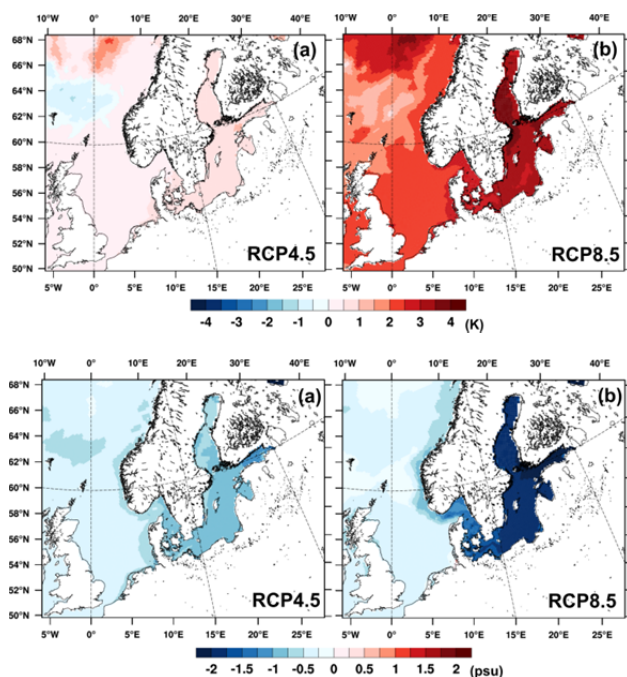 10°W 0° 10°E 20°E 30°E 40°E 10°W 0° 10°E 20°E 30°E 40°E
68°N (a) (b)
66°N
64°N
62°N
60°N
58°N
56°N
54°N
52°N
50°N RCP4.5 RCP8.5
5°W 0° 5°E 10°E 15°E 20°E 25°E 5°W 0° 5°E 10°E 15°E 20°E 25°E
-4 -3 -2 -1 0 1 2 3 4 (K)
10°W 0° 10°E 20°E 30°E 40°E 10°W 0° 10°E 20°E 30°E 40°E
68°N (a) (b)
66°N
64°N
62°N
60°N
58°N
56°N
54°N
52°N
50°N RCP4.5 RCP8.5
5°W 0° 5°E 10°E 15°E 20°E 25°E 5°W 0° 5°E 10°E 15°E 20°E 25°E
-2 -1.5 -1 -0.5 0 0.5 1 1.5 2 (psu)